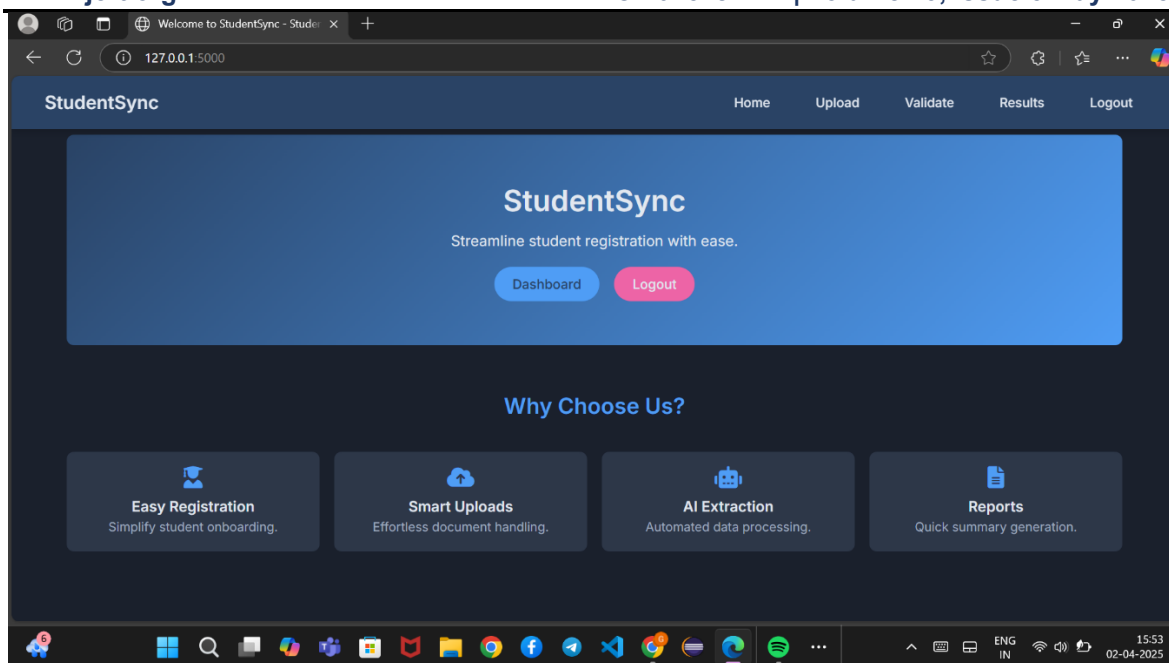 Welcome to StudentSync - Studer
127.0.0.1:5000
StudentSync
Home Upload Validate Results Logout
StudentSync
Streamline student registration with ease.
Dashboard Logout
Why Choose Us?
Easy Registration
Simplify student onboarding.
Smart Uploads
Effortless document handling.
AI Extraction
Automated data processing.
Reports
Quick summary generation.
6
ENG
IN
15:53
02-04-2025